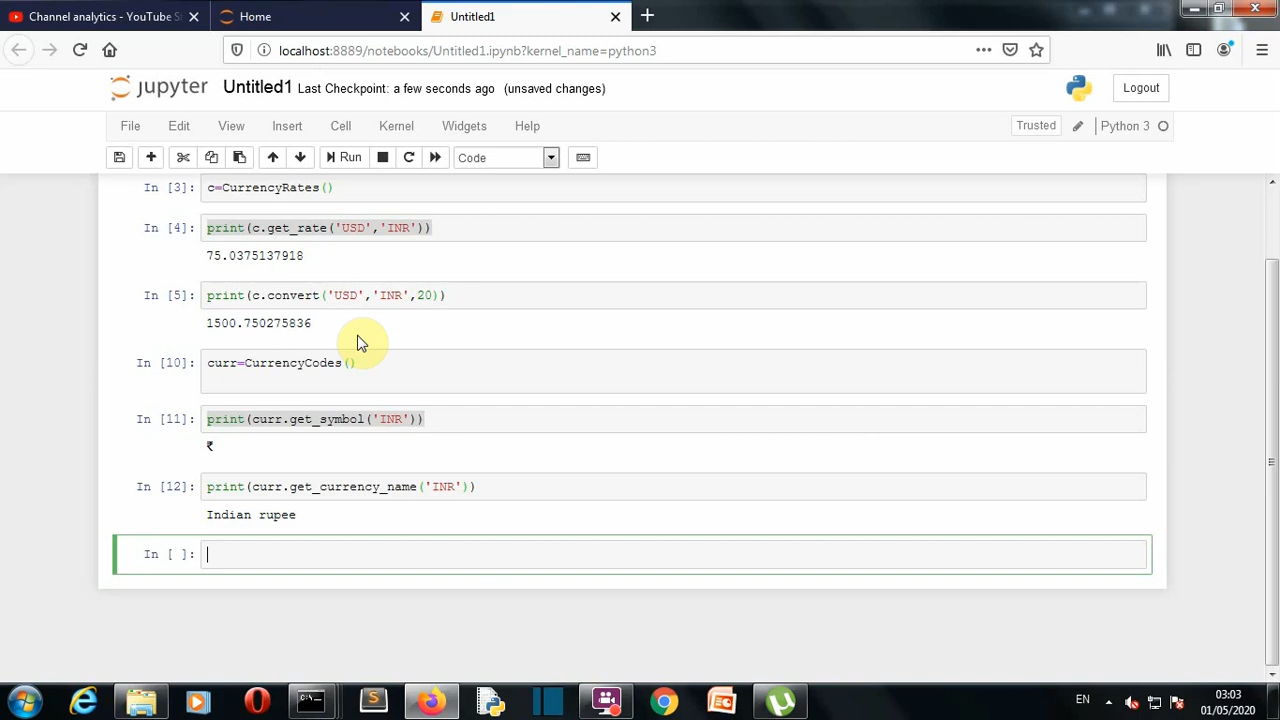 Channel analytics - YouTube S
Home
Untitled1
localhost:8889/notebooks/Untitled1.ipynb?kernel_name=python3
jupyter Untitled1 Last Checkpoint: a few seconds ago (unsaved changes)
Logout
File Edit View Insert Cell Kernel Widgets Help
Trusted
Python 3
Run
Code
In [3]: c=CurrencyRates()
In [4]: print(c.get_rate('USD','INR'))
75.0375137918
In [5]: print(c.convert('USD','INR',20))
1500.750275836
In [10]: curr=CurrencyCodes()
In [11]: print(curr.get_symbol('INR'))
₹
In [12]: print(curr.get_currency_name('INR'))
Indian rupee
In [ ]:
EN
03:03
01/05/2020